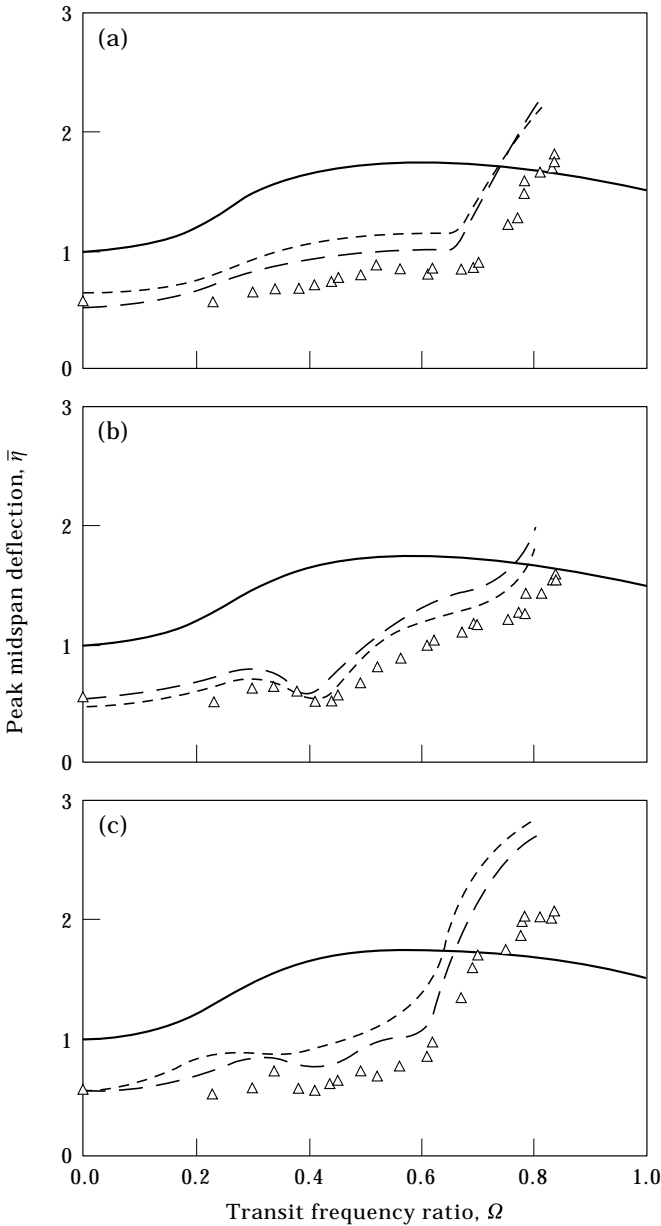 3
(a)
2
1
0
3
(b)
2
1
0
3
(c)
2
1
0
0.0 0.2 0.4 0.6 0.8 1.0
Peak midspan deflection, η̅
Transit frequency ratio, Ω